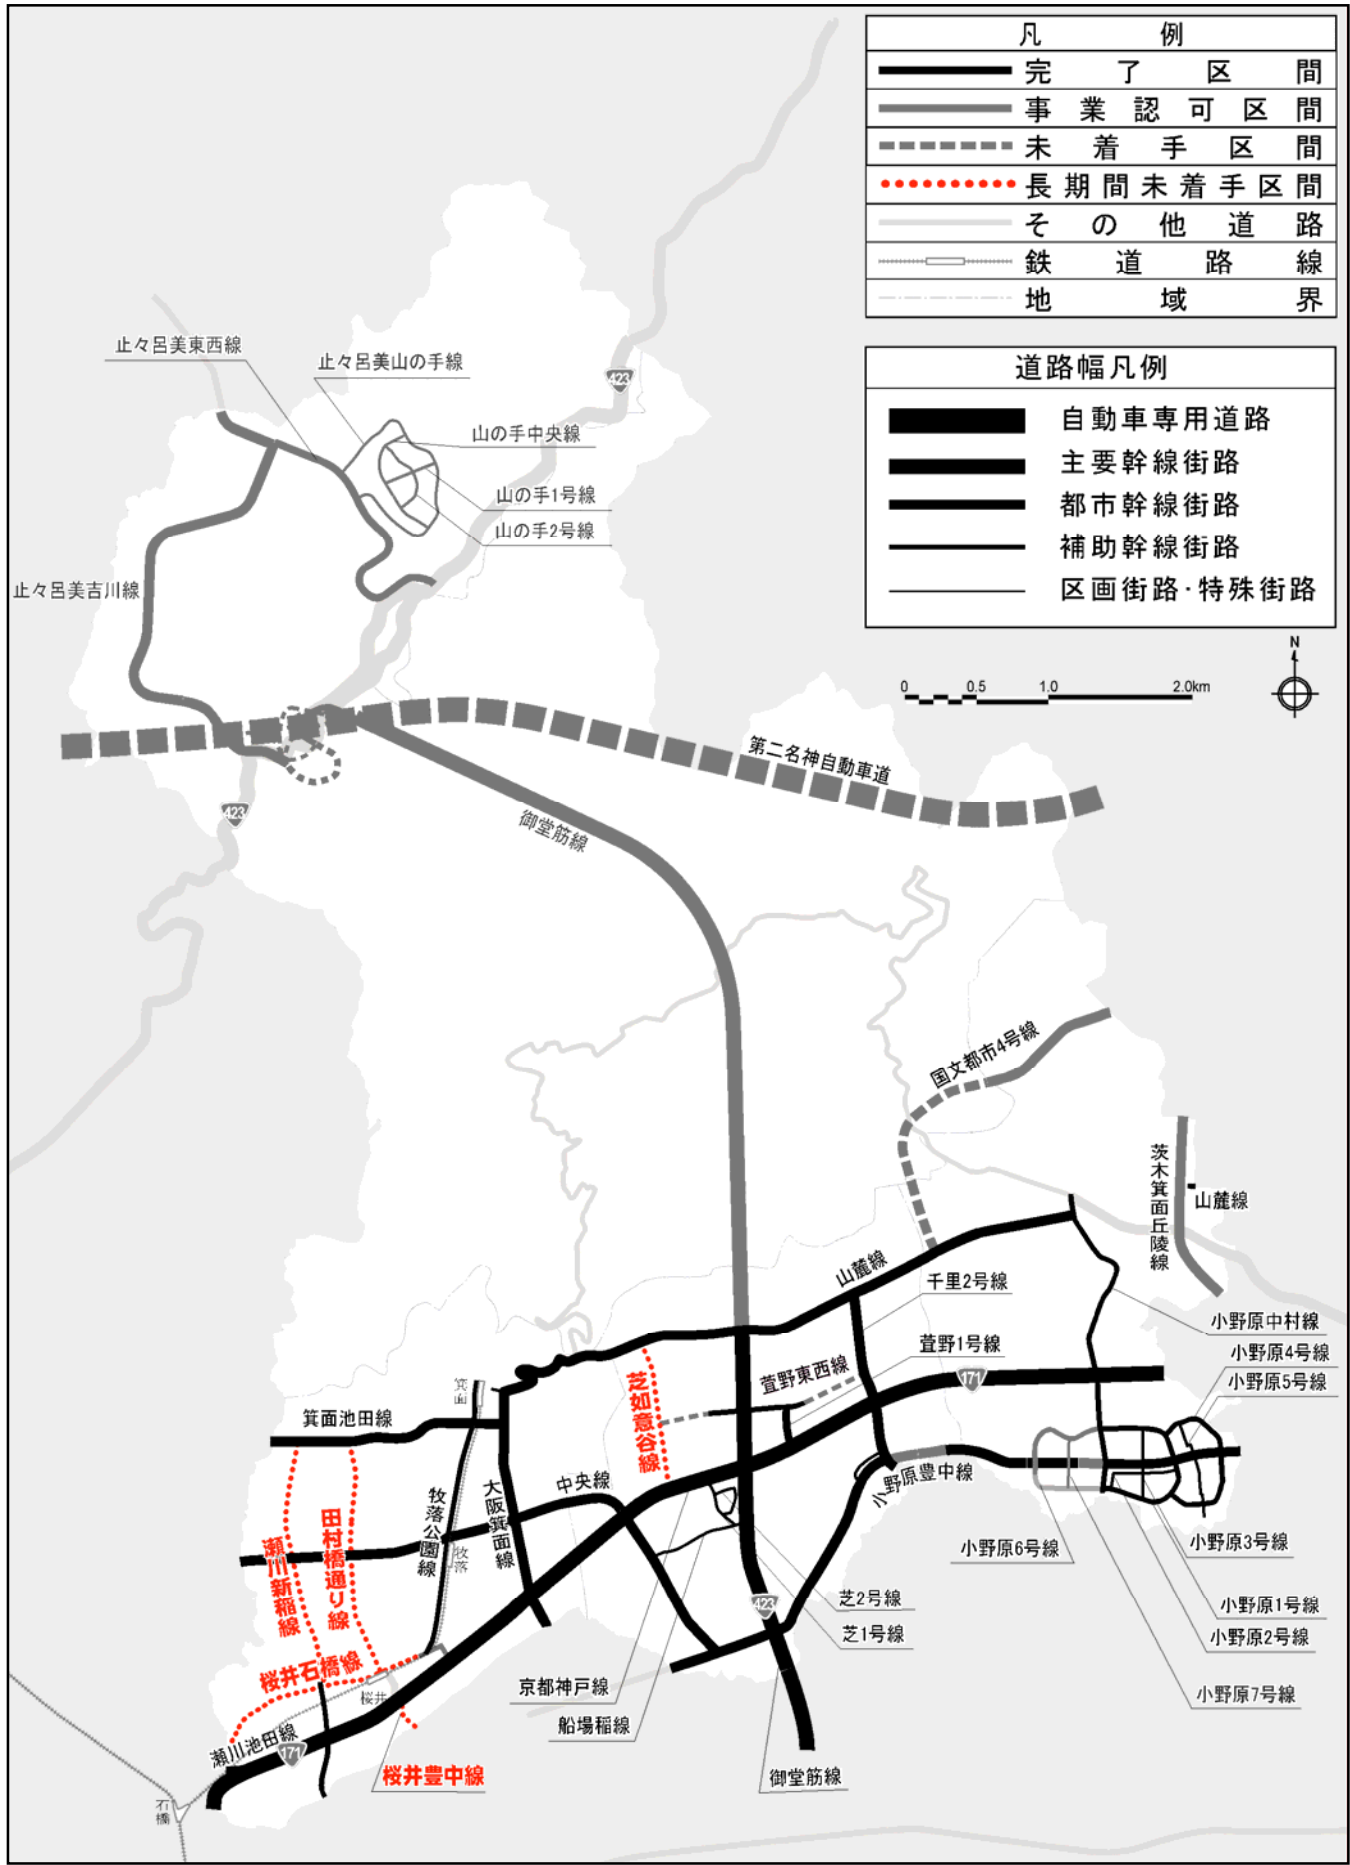 凡例
完了区間
事業認可区間
未着手区間
長期間未着手区間
その他道路
鉄道路線
地域界
道路幅凡例
自動車専用道路
主要幹線街路
都市幹線街路
補助幹線街路
区画街路・特殊街路
N
0 0.5 1.0 2.0km
止々呂美東西線
止々呂美山の手線
423
山の手中央線
山の手1号線
山の手2号線
止々呂美吉川線
第二名神自動車道
423
御堂筋線
国文都市4号線
茨木箕面丘陵線
山麓線
山麓線
千里2号線
小野原中村線
萱野1号線
小野原4号線
萱野東西線
171
小野原5号線
箕面
芝如意谷線
箕面池田線
中央線
大阪箕面線
牧落公園線
牧落
田村橋通り線
瀬川新稲線
小野原豊中線
小野原6号線
小野原3号線
423
芝2号線
小野原1号線
芝1号線
小野原2号線
桜井石橋線
桜井
京都神戸線
小野原7号線
船場稲線
瀬川池田線
171
桜井豊中線
御堂筋線
石橋